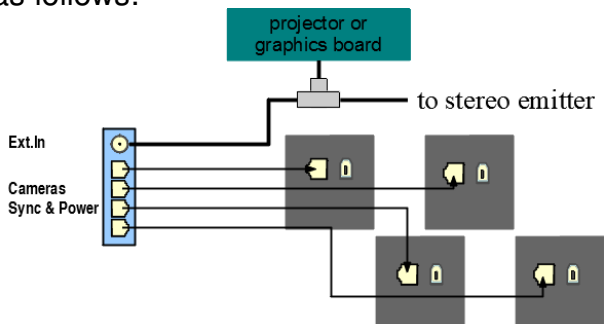 as follows:
projector or
graphics board
to stereo emitter
Ext.In
Cameras
Sync & Power